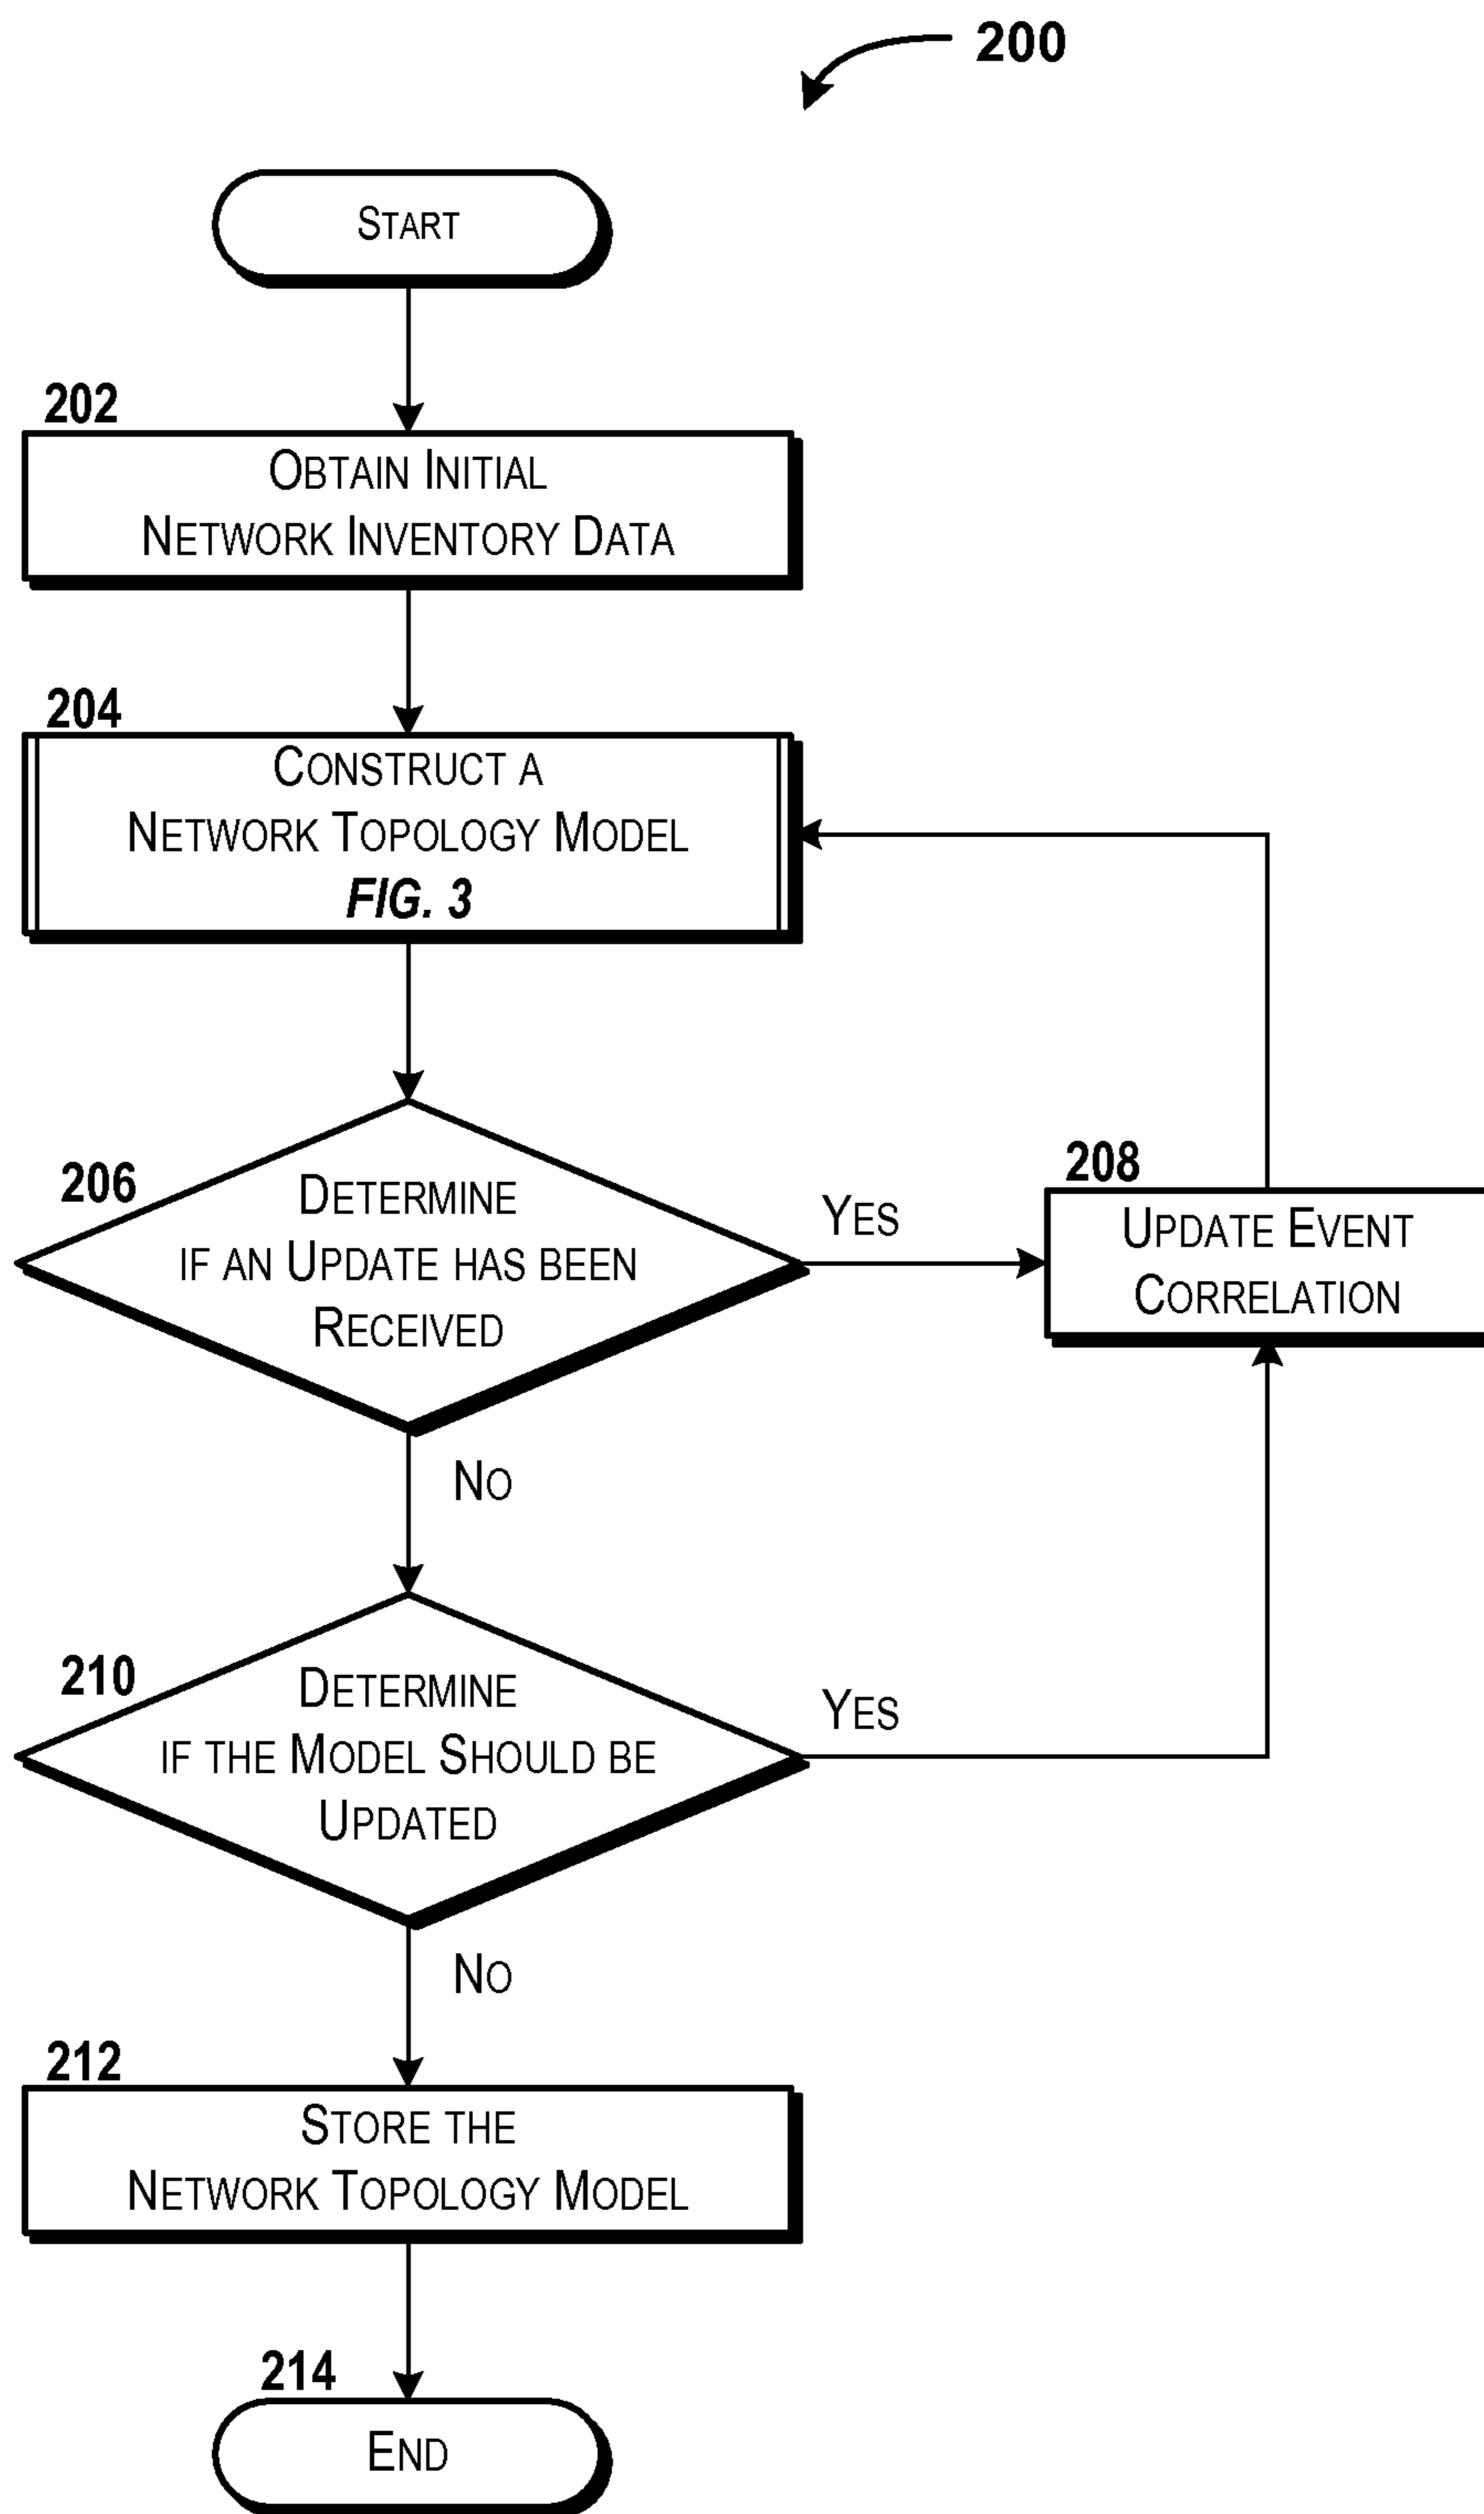 200
START
202
OBTAIN INITIAL
NETWORK INVENTORY DATA
204
CONSTRUCT A
NETWORK TOPOLOGY MODEL
FIG. 3
206
DETERMINE
IF AN UPDATE HAS BEEN
RECEIVED
YES
208
UPDATE EVENT
CORRELATION
NO
210
DETERMINE
IF THE MODEL SHOULD BE
UPDATED
YES
NO
212
STORE THE
NETWORK TOPOLOGY MODEL
214
END